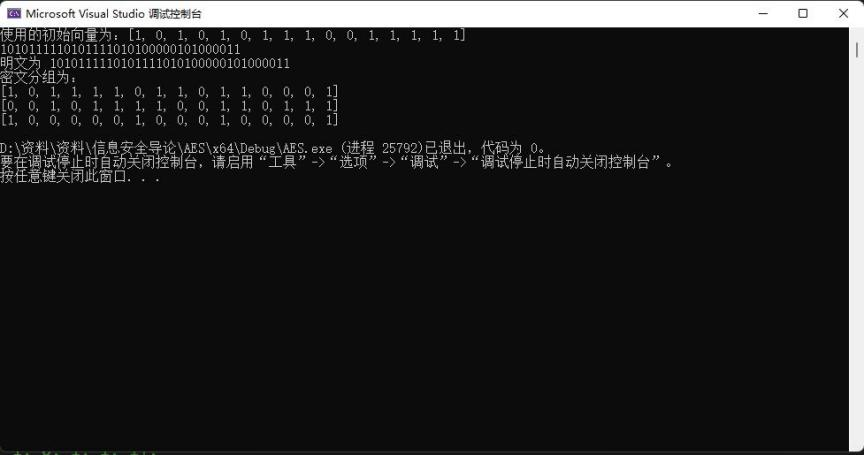 Microsoft Visual Studio 调试控制台
使用的初始向量为：[1, 0, 1, 0, 1, 0, 1, 1, 1, 0, 0, 1, 1, 1, 1, 1]
1010111110101111010100000101000011
明文为 1010111110101111010100000101000011
密文分组为：
[1, 0, 1, 1, 1, 1, 0, 1, 1, 0, 1, 1, 0, 0, 0, 1]
[0, 0, 1, 0, 1, 1, 1, 1, 0, 0, 1, 1, 0, 1, 1, 1]
[1, 0, 0, 0, 0, 0, 1, 0, 0, 0, 1, 0, 0, 0, 0, 1]
D:\资料\资料\信息安全导论\AES\x64\Debug\AES.exe (进程 25792)已退出，代码为 0。
要在调试停止时自动关闭控制台，请启用“工具”->“选项”->“调试”->“调试停止时自动关闭控制台”。
按任意键关闭此窗口. . .